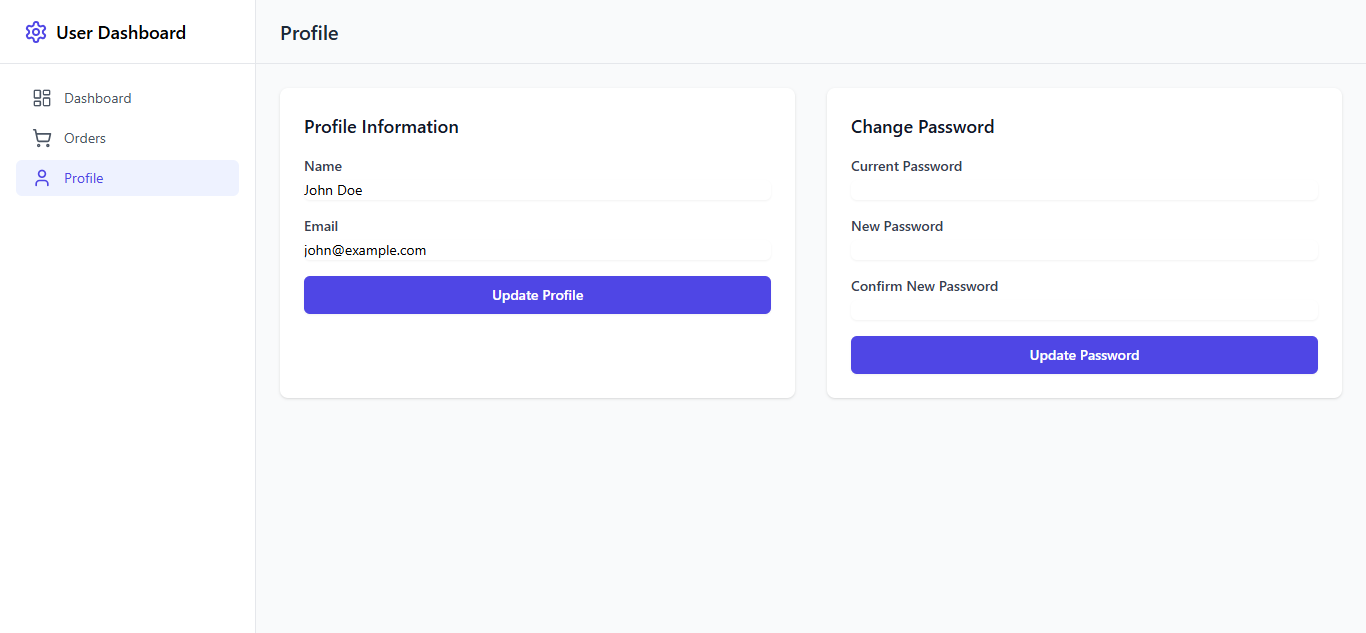 User Dashboard
Dashboard
Orders
Profile
Profile
Profile Information
Name
John Doe
Email
john@example.com
Update Profile
Change Password
Current Password
New Password
Confirm New Password
Update Password